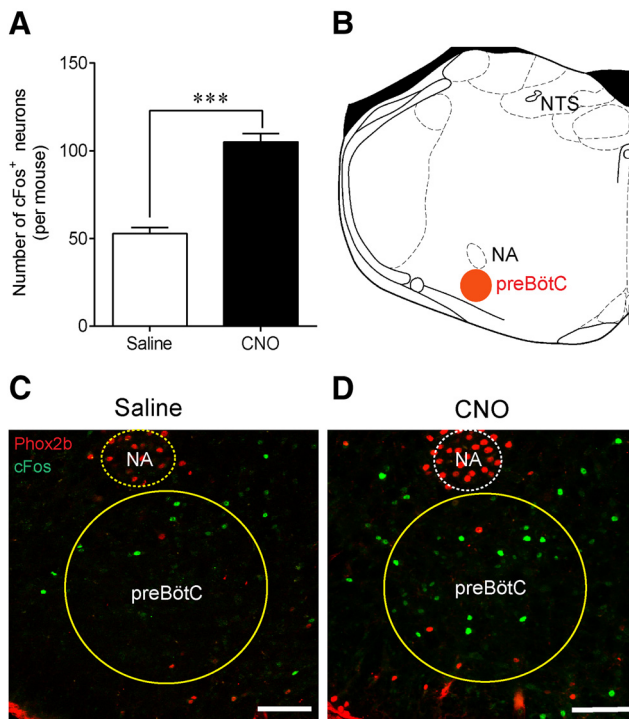 A
150
100
50
0
Number of cFos⁺ neurons
(per mouse)
***
Saline
CNO
B
NTS
NA
preBötC
C
Saline
Phox2b
cFos
NA
preBötC
D
CNO
NA
preBötC